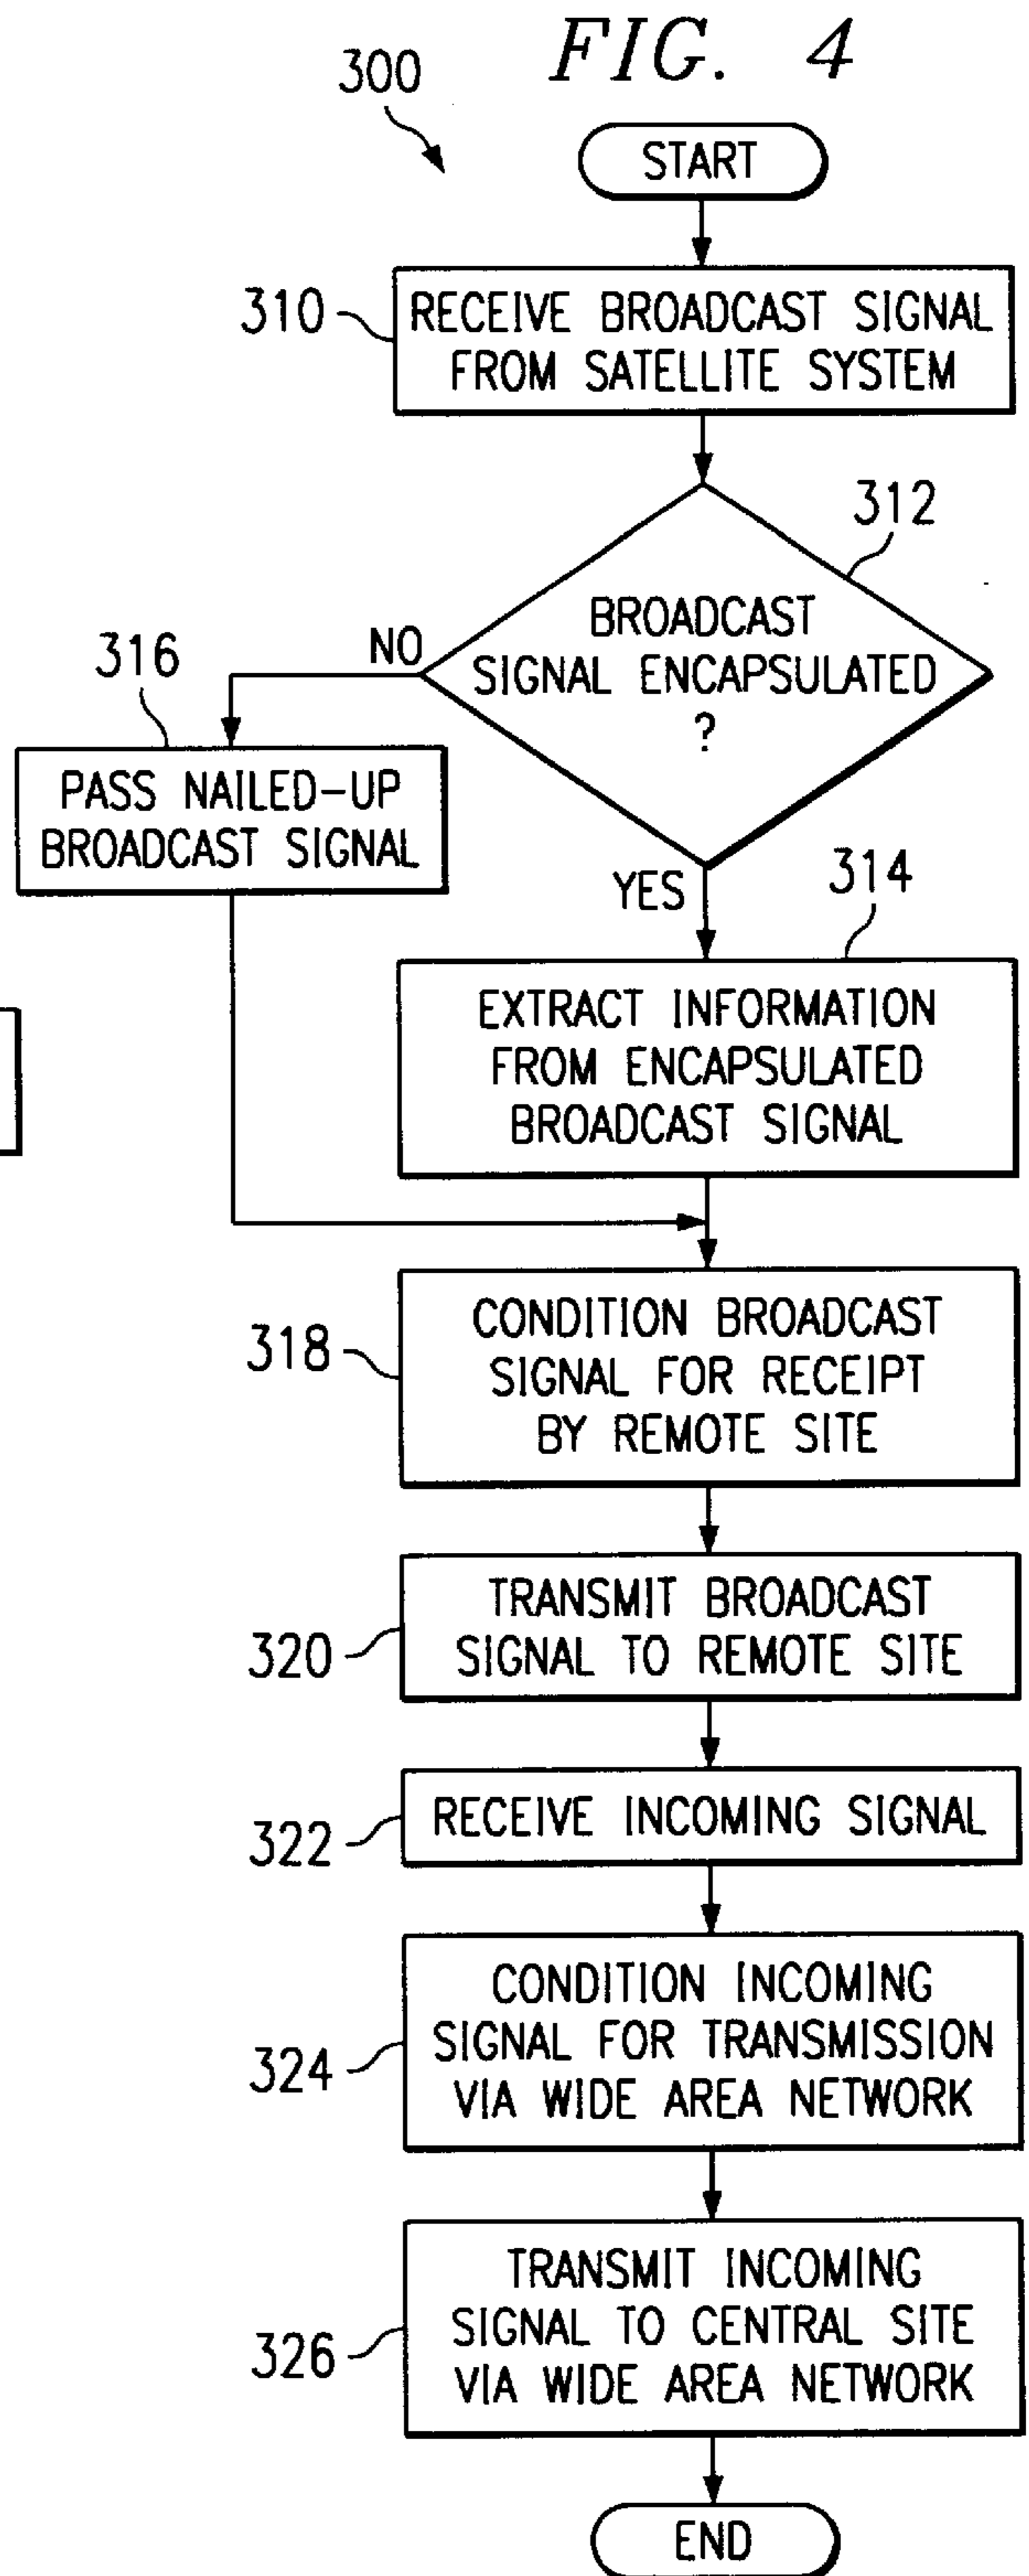 FIG. 4
300
START
310
RECEIVE BROADCAST SIGNAL
FROM SATELLITE SYSTEM
312
BROADCAST
SIGNAL ENCAPSULATED
?
NO
316
PASS NAILED-UP
BROADCAST SIGNAL
YES
314
EXTRACT INFORMATION
FROM ENCAPSULATED
BROADCAST SIGNAL
318
CONDITION BROADCAST
SIGNAL FOR RECEIPT
BY REMOTE SITE
320
TRANSMIT BROADCAST
SIGNAL TO REMOTE SITE
322
RECEIVE INCOMING SIGNAL
324
CONDITION INCOMING
SIGNAL FOR TRANSMISSION
VIA WIDE AREA NETWORK
326
TRANSMIT INCOMING
SIGNAL TO CENTRAL SITE
VIA WIDE AREA NETWORK
END